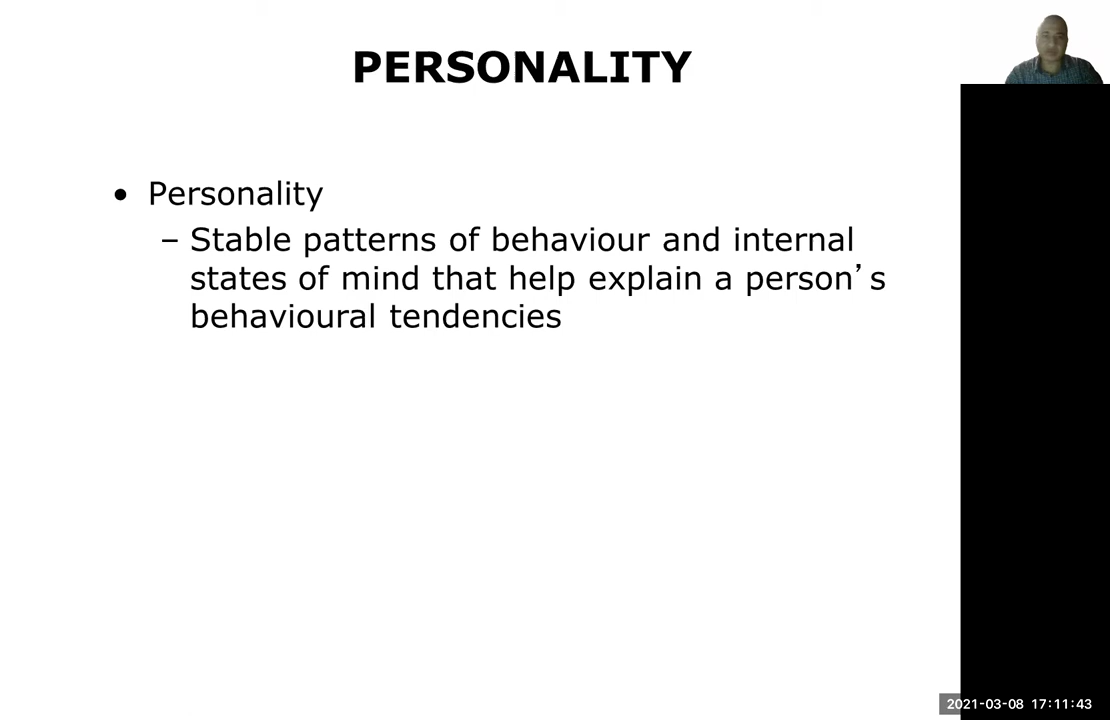 PERSONALITY
• Personality
– Stable patterns of behaviour and internal
states of mind that help explain a person’s
behavioural tendencies
2021-03-08 17:11:43